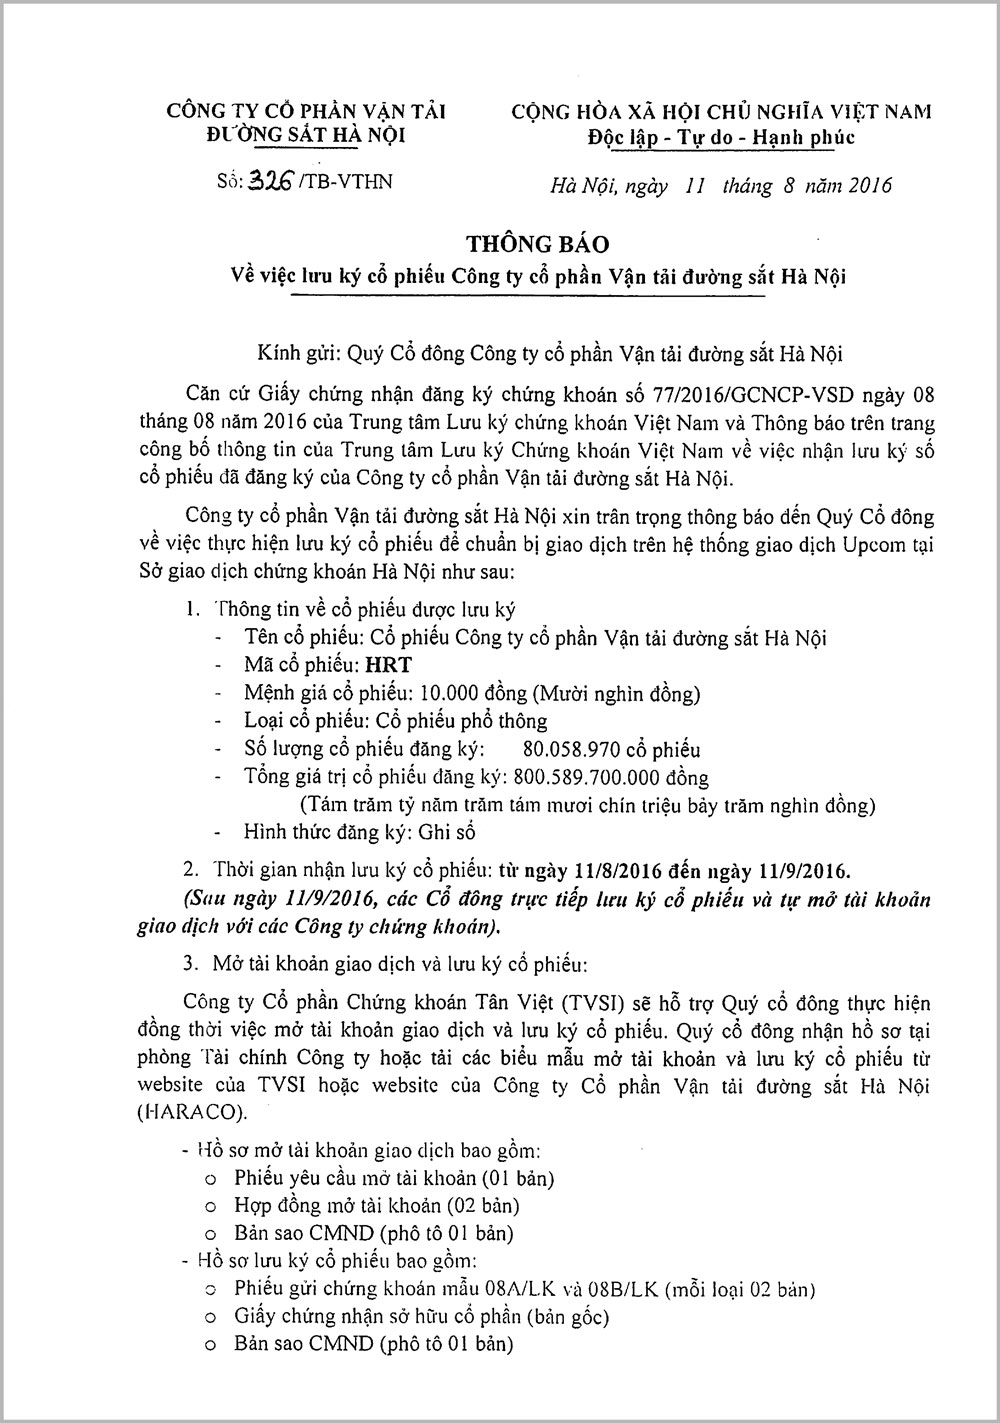 CÔNG TY CỔ PHẦN VẬN TẢI
ĐƯỜNG SẮT HÀ NỘI
Số: 326/TB-VTHN
CỘNG HÒA XÃ HỘI CHỦ NGHĨA VIỆT NAM
Độc lập - Tự do - Hạnh phúc
Hà Nội, ngày 11 tháng 8 năm 2016
THÔNG BÁO
Về việc lưu ký cổ phiếu Công ty cổ phần Vận tải đường sắt Hà Nội
Kính gửi: Quý Cổ đông Công ty cổ phần Vận tải đường sắt Hà Nội
Căn cứ Giấy chứng nhận đăng ký chứng khoán số 77/2016/GCNCP-VSD ngày 08
tháng 08 năm 2016 của Trung tâm Lưu ký chứng khoán Việt Nam và Thông báo trên trang
công bố thông tin của Trung tâm Lưu ký Chứng khoán Việt Nam về việc nhận lưu ký số
cổ phiếu đã đăng ký của Công ty cổ phần Vận tải đường sắt Hà Nội.
Công ty cổ phần Vận tải đường sắt Hà Nội xin trân trọng thông báo đến Quý Cổ đông
về việc thực hiện lưu ký cổ phiếu để chuẩn bị giao dịch trên hệ thống giao dịch Upcom tại
Sở giao dịch chứng khoán Hà Nội như sau:
1. Thông tin về cổ phiếu được lưu ký
- Tên cổ phiếu: Cổ phiếu Công ty cổ phần Vận tải đường sắt Hà Nội
- Mã cổ phiếu: HRT
- Mệnh giá cổ phiếu: 10.000 đồng (Mười nghìn đồng)
- Loại cổ phiếu: Cổ phiếu phổ thông
- Số lượng cổ phiếu đăng ký: 80.058.970 cổ phiếu
- Tổng giá trị cổ phiếu đăng ký: 800.589.700.000 đồng
(Tám trăm tỷ năm trăm tám mươi chín triệu bảy trăm nghìn đồng)
- Hình thức đăng ký: Ghi sổ
2. Thời gian nhận lưu ký cổ phiếu: từ ngày 11/8/2016 đến ngày 11/9/2016.
(Sau ngày 11/9/2016, các Cổ đông trực tiếp lưu ký cổ phiếu và tự mở tài khoản
giao dịch với các Công ty chứng khoán).
3. Mở tài khoản giao dịch và lưu ký cổ phiếu:
Công ty Cổ phần Chứng khoán Tân Việt (TVSI) sẽ hỗ trợ Quý cổ đông thực hiện
đồng thời việc mở tài khoản giao dịch và lưu ký cổ phiếu. Quý cổ đông nhận hồ sơ tại
phòng Tài chính Công ty hoặc tải các biểu mẫu mở tài khoản và lưu ký cổ phiếu từ
website của TVSI hoặc website của Công ty Cổ phần Vận tải đường sắt Hà Nội
(HARACO).
- Hồ sơ mở tài khoản giao dịch bao gồm:
o Phiếu yêu cầu mở tài khoản (01 bản)
o Hợp đồng mở tài khoản (02 bản)
o Bản sao CMND (phô tô 01 bản)
- Hồ sơ lưu ký cổ phiếu bao gồm:
o Phiếu gửi chứng khoán mẫu 08A/LK và 08B/LK (mỗi loại 02 bản)
o Giấy chứng nhận sở hữu cổ phần (bản gốc)
o Bản sao CMND (phô tô 01 bản)